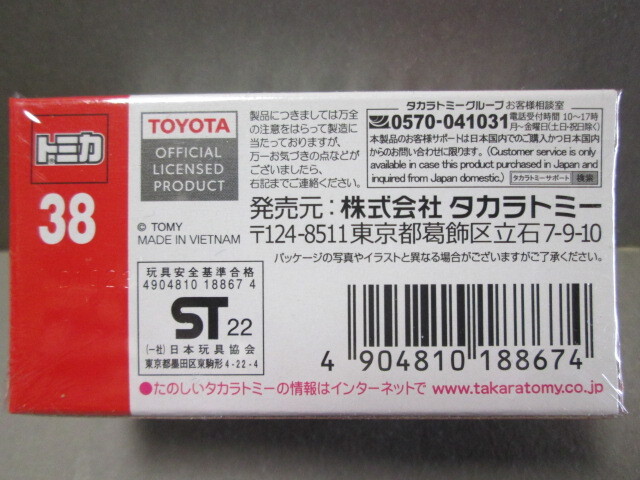 トミカ
38
TOYOTA
OFFICIAL
LICENSED
PRODUCT
© TOMY
MADE IN VIETNAM
製品につきましては万全
の注意をはらって製造に
当たっておりますが、
万一お気づきの点などが
ございましたら、
右記までご連絡ください。
タカラトミーグループ お客様相談室
0570-041031 電話受付時間 10〜17時
月〜金曜日(土・日・祝日除く)
本製品のお客様サポートは日本国内でのご購入かつ日本国内
からのお問い合わせに限ります。(Customer service is only
available in case this product purchased in Japan and
inquired from Japan domestic.) タカラトミーサポート 検索
発売元:株式会社 タカラトミー
〒124-8511東京都葛飾区立石7-9-10
パッケージの写真やイラストと異なる場合がございますがご了承ください。
玩具安全基準合格
4904810 18867 4
ST 22
(一社)日本玩具協会
東京都墨田区東駒形4-22-4
4 904810 188674
●たのしいタカラトミーの情報はインターネットで www.takaratomy.co.jp